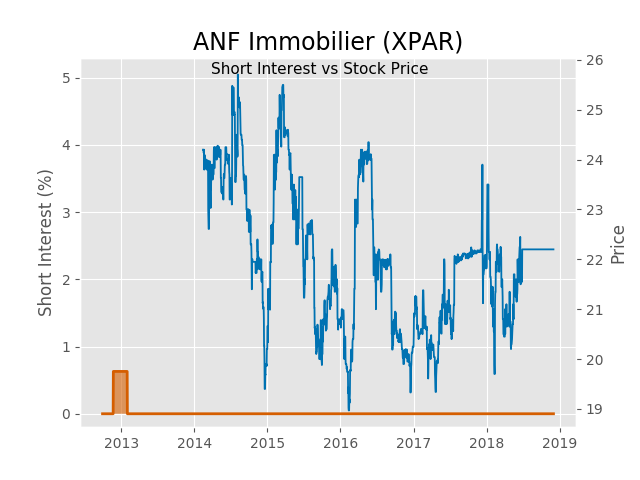 ANF Immobilier (XPAR)
Short Interest vs Stock Price
Short Interest (%)
5
4
3
2
1
0
26
25
24
23
22
21
20
19
Price
2013 2014 2015 2016 2017 2018 2019